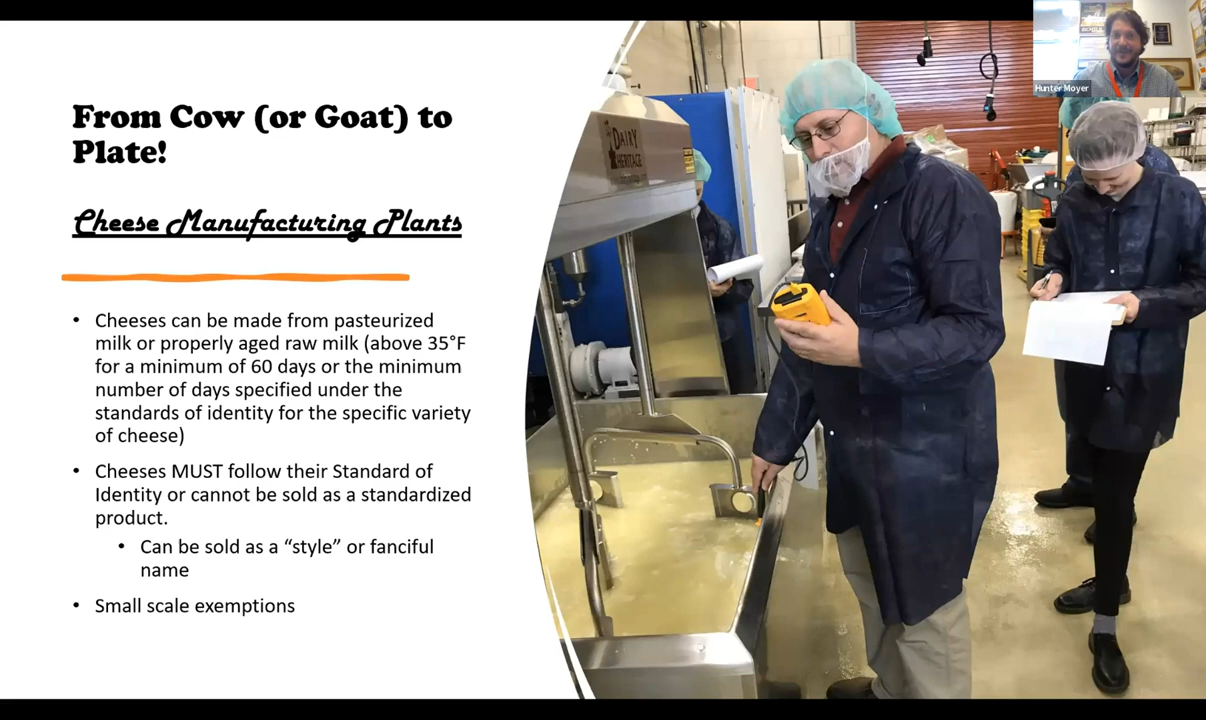 Hunter Moyer
From Cow (or Goat) to
Plate!
Cheese Manufacturing Plants
• Cheeses can be made from pasteurized
milk or properly aged raw milk (above 35°F
for a minimum of 60 days or the minimum
number of days specified under the
standards of identity for the specific variety
of cheese)
• Cheeses MUST follow their Standard of
Identity or cannot be sold as a standardized
product.
• Can be sold as a “style” or fanciful
name
• Small scale exemptions
DAIRY
HERITAGE